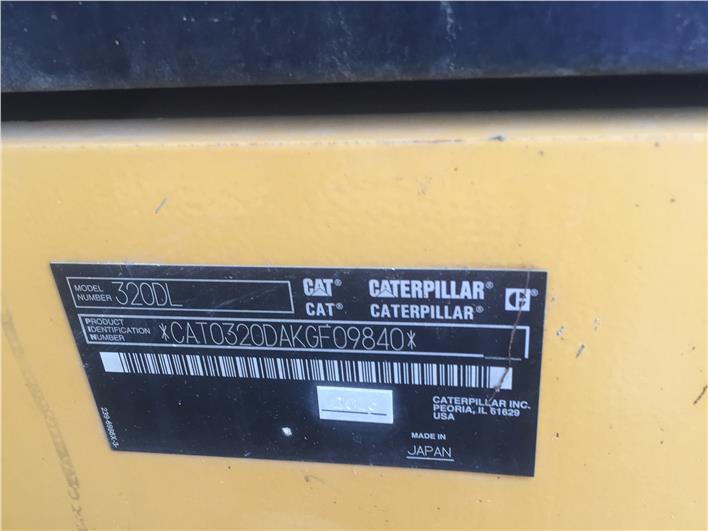 MODEL NUMBER 320DL
CAT® CATERPILLAR®
CAT® CATERPILLAR®
PRODUCT IDENTIFICATION NUMBER *CAT0320DAKGF09840*
CATERPILLAR INC.
PEORIA, IL 61629
USA
MADE IN
JAPAN